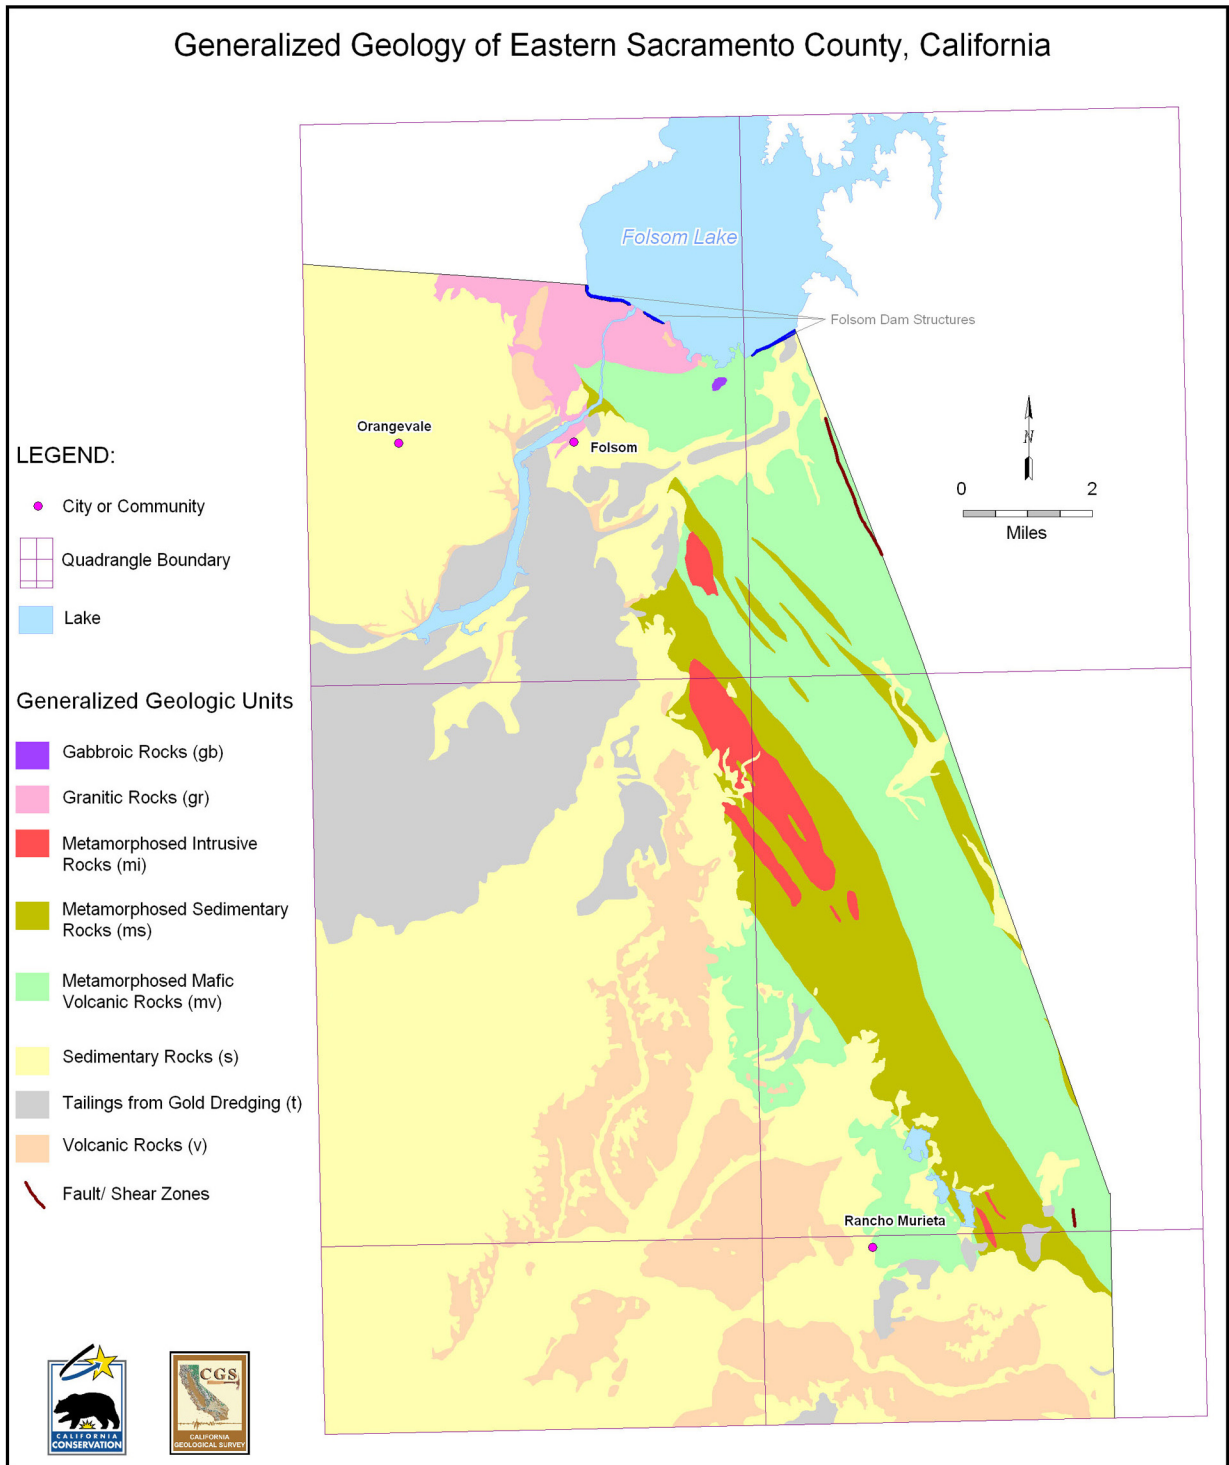 Generalized Geology of Eastern Sacramento County, California
Folsom Lake
Folsom Dam Structures
Orangevale
Folsom
N
0 2
Miles
LEGEND:
City or Community
Quadrangle Boundary
Lake
Generalized Geologic Units
Gabbroic Rocks (gb)
Granitic Rocks (gr)
Metamorphosed Intrusive
Rocks (mi)
Metamorphosed Sedimentary
Rocks (ms)
Metamorphosed Mafic
Volcanic Rocks (mv)
Sedimentary Rocks (s)
Tailings from Gold Dredging (t)
Volcanic Rocks (v)
Fault/ Shear Zones
Rancho Murieta
CALIFORNIA
CONSERVATION
CGS
CALIFORNIA
GEOLOGICAL SURVEY